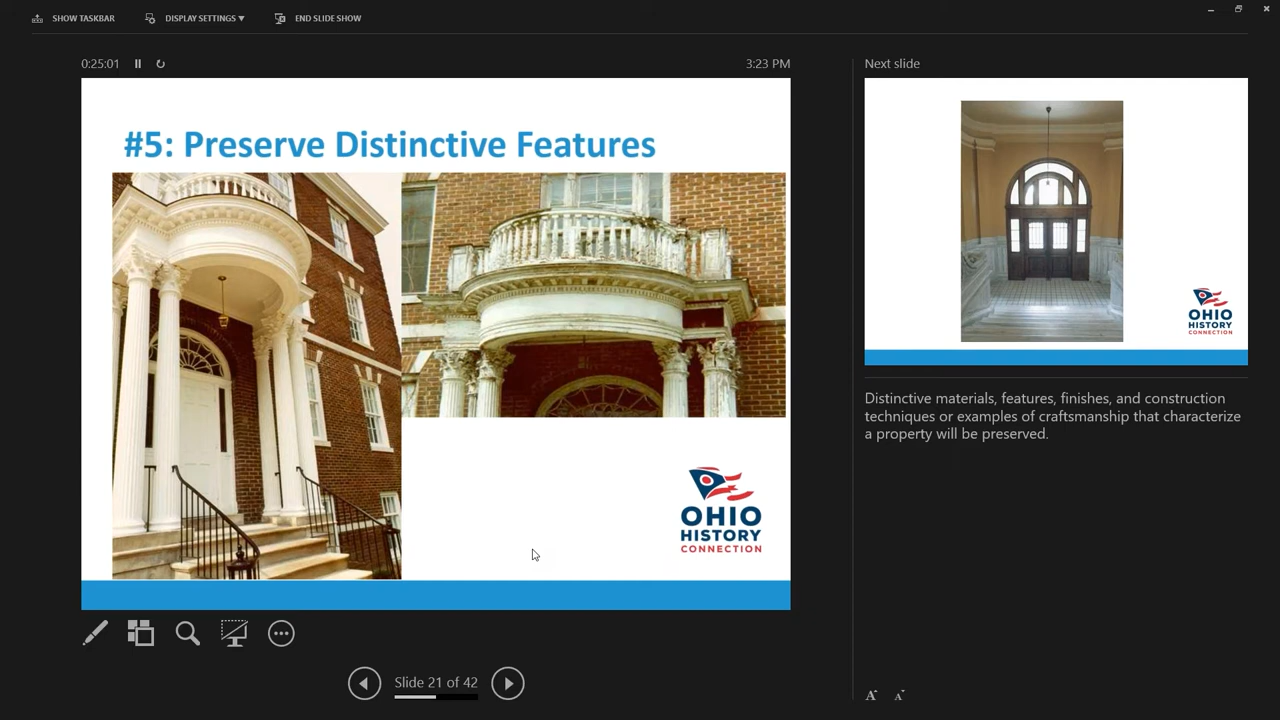 SHOW TASKBAR
DISPLAY SETTINGS ▼
END SLIDE SHOW
0:25:01
3:23 PM
#5: Preserve Distinctive Features
OHIO
HISTORY
CONNECTION
Slide 21 of 42
Next slide
OHIO
HISTORY
CONNECTION
Distinctive materials, features, finishes, and construction
techniques or examples of craftsmanship that characterize
a property will be preserved.
A A